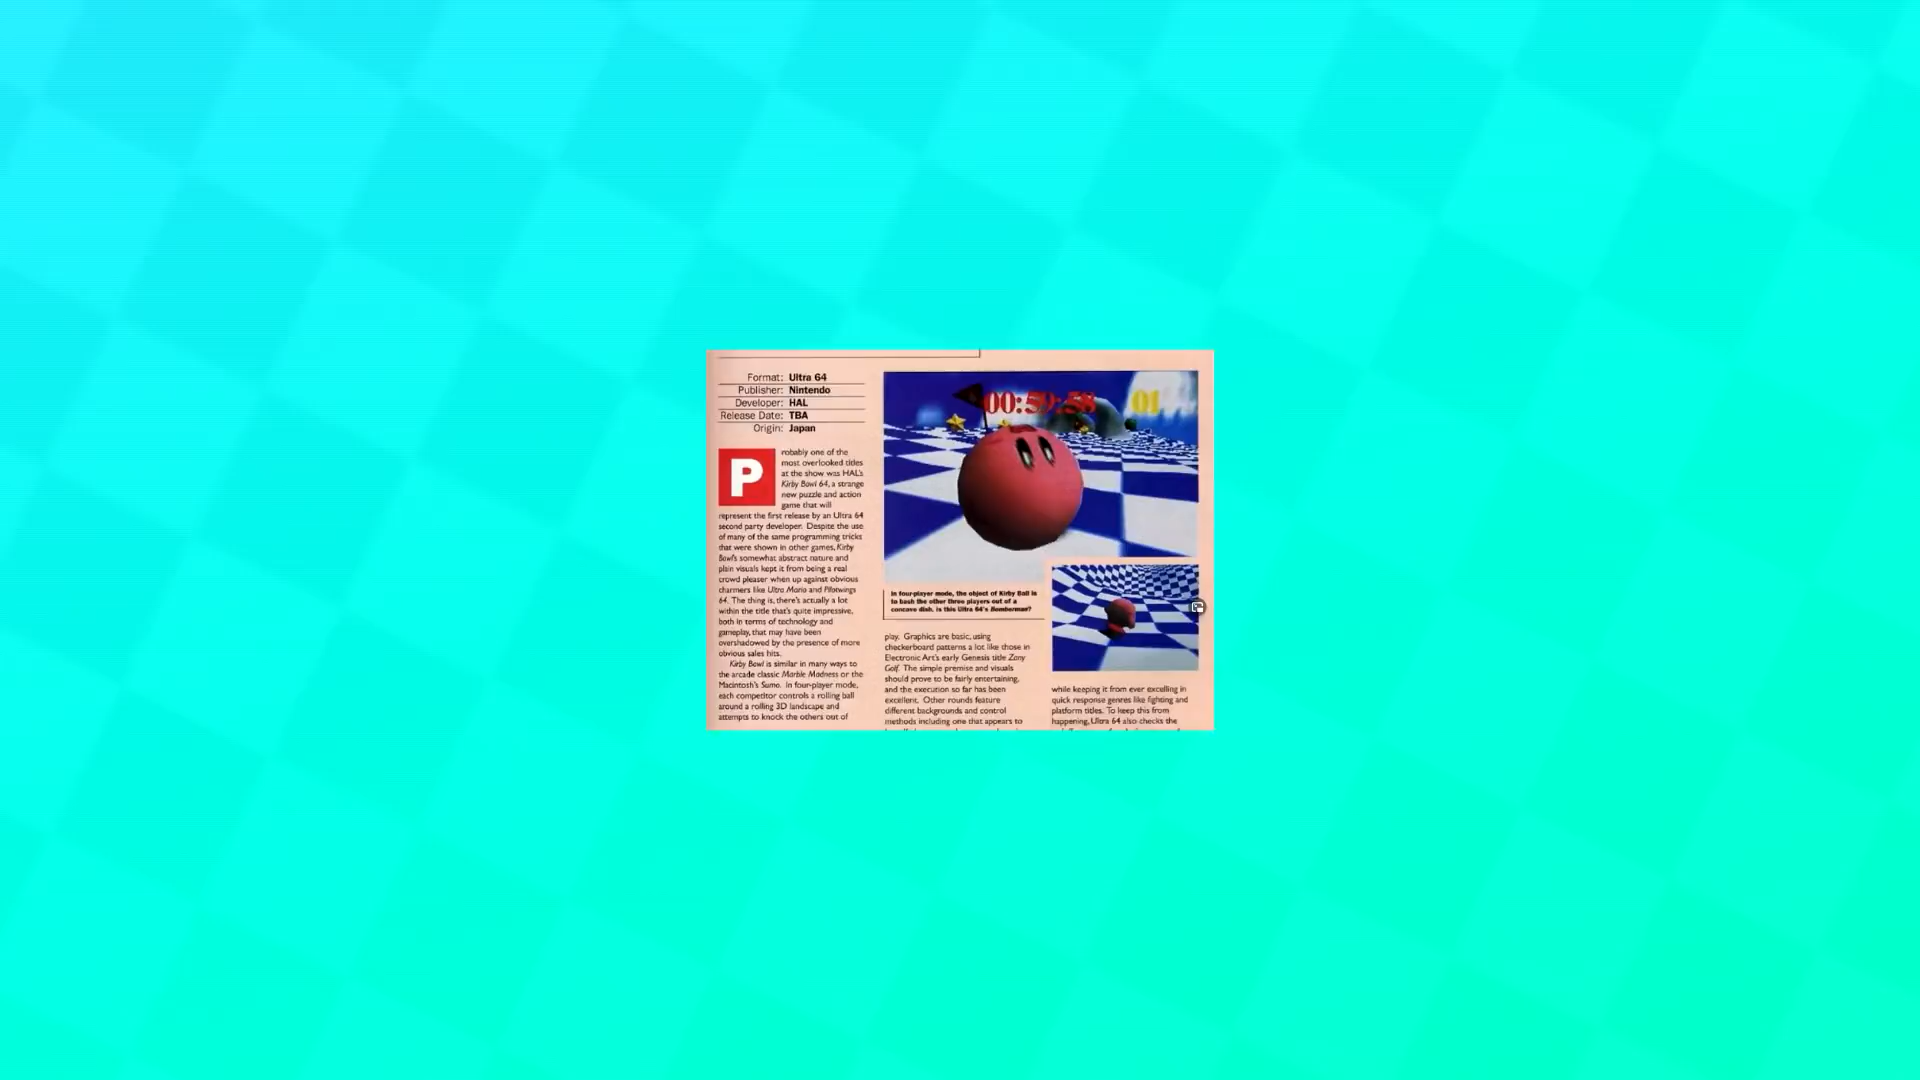 Format: Ultra 64
Publisher: Nintendo
Developer: HAL
Release Date: TBA
Origin: Japan
Probably one of the
most overlooked titles
at the show was HAL's
Kirby Bowl 64, a strange
new puzzle and action
game that will
represent the first release by an Ultra 64
second party developer. Despite the use
of many of the same programming tricks
that were shown in other games, Kirby
Bowl's somewhat abstract nature and
plain visuals kept it from being a real
crowd pleaser when up against obvious
charmers like Ultra Mario and Pilotwings
64. The thing is, there's actually a lot
within the title that's quite impressive,
both in terms of technology and
gameplay, that may have been
overshadowed by the presence of more
obvious sales hits.
Kirby Bowl is similar in many ways to
the arcade classic Marble Madness or the
Macintosh's Sumo. In four-player mode,
each competitor controls a rolling ball
around a rolling 3D landscape and
attempts to knock the others out of
00:59:58 01
In four-player mode, the object of Kirby Ball is
to bash the other three players out of a
concave dish. Is this Ultra 64's Bomberman?
play. Graphics are basic, using
checkerboard patterns a lot like those in
Electronic Art's early Genesis title Zany
Golf. The simple premise and visuals
should prove to be fairly entertaining,
and the execution so far has been
excellent. Other rounds feature
different backgrounds and control
methods including one that appears to
while keeping it from ever excelling in
quick response genres like fighting and
platform titles. To keep this from
happening, Ultra 64 also checks the